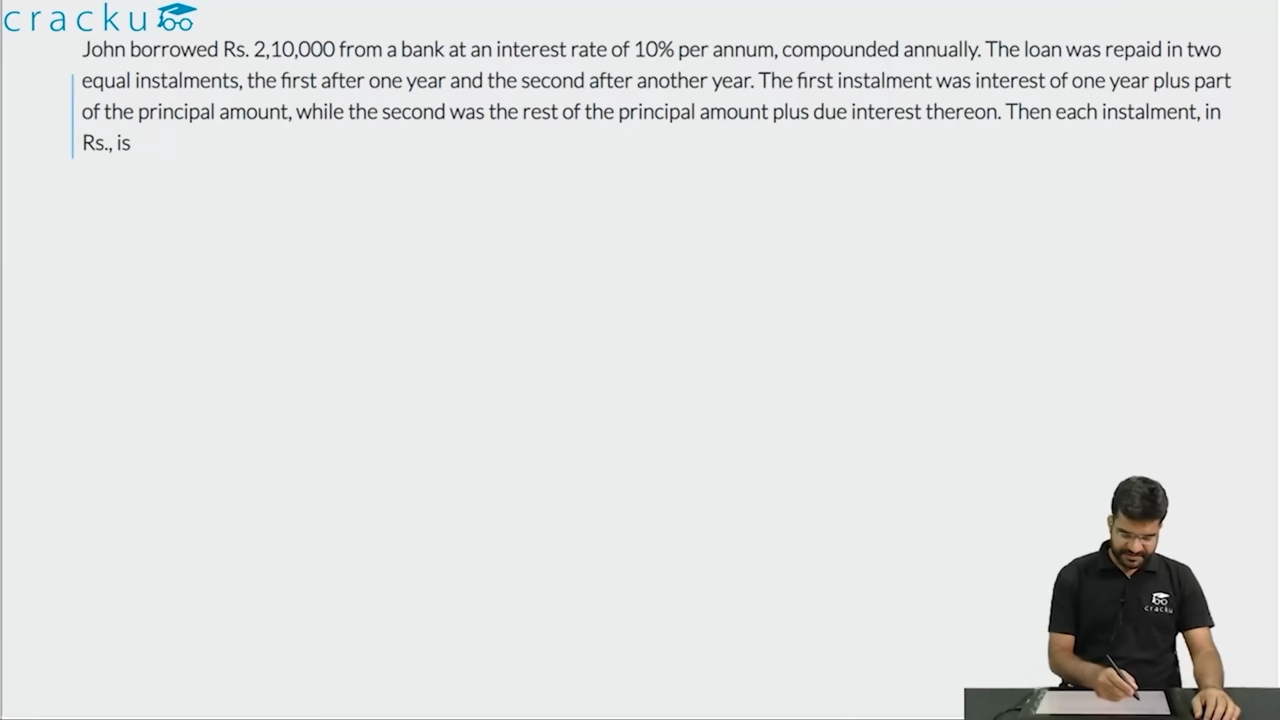 cracku
John borrowed Rs. 2,10,000 from a bank at an interest rate of 10% per annum, compounded annually. The loan was repaid in two
equal instalments, the first after one year and the second after another year. The first instalment was interest of one year plus part
of the principal amount, while the second was the rest of the principal amount plus due interest thereon. Then each instalment, in
Rs., is
cracku